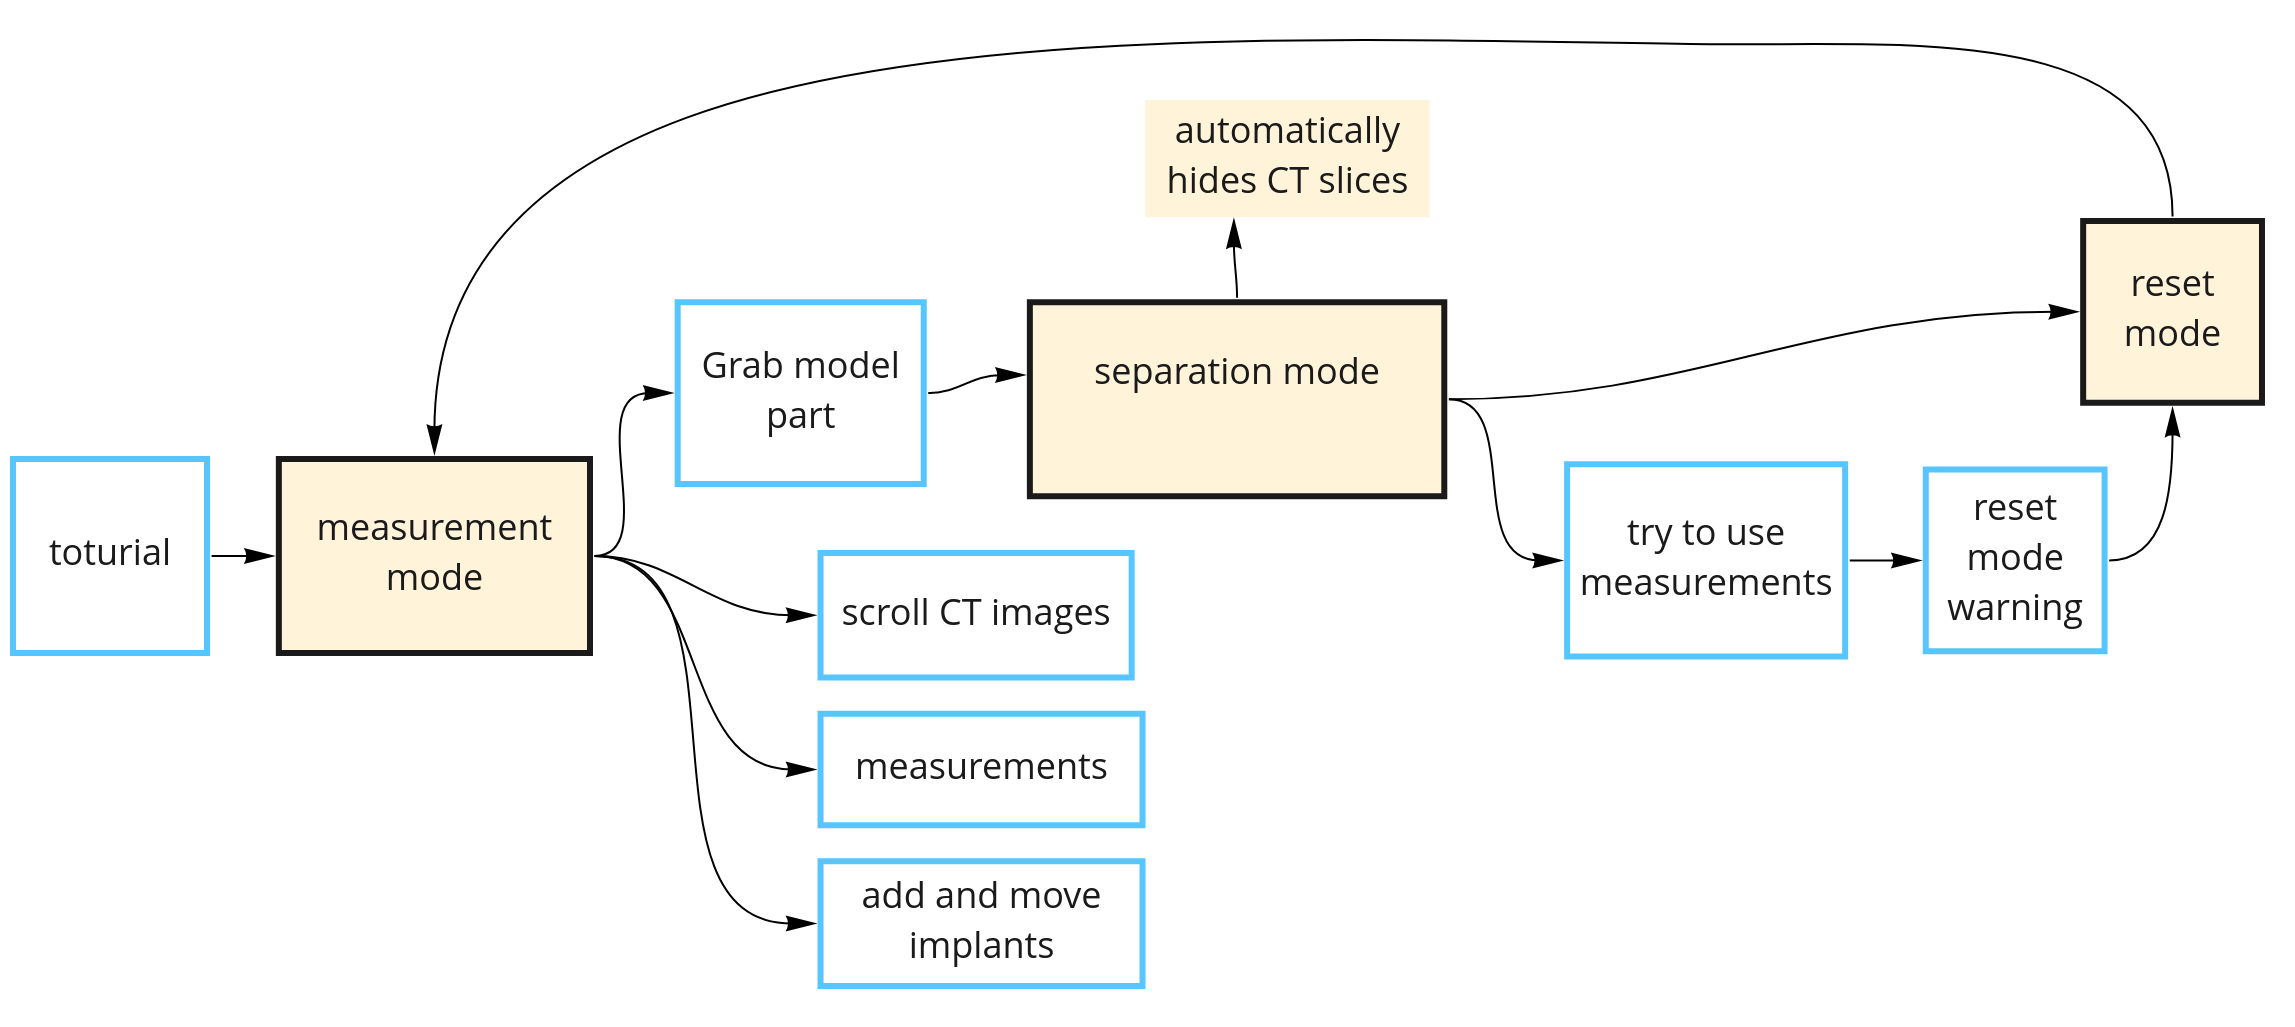 automatically
hides CT slices
reset
mode
Grab model
part
separation mode
toturial
measurement
mode
try to use
measurements
reset
mode
warning
scroll CT images
measurements
add and move
implants